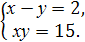 x − y = 2,
xy = 15.